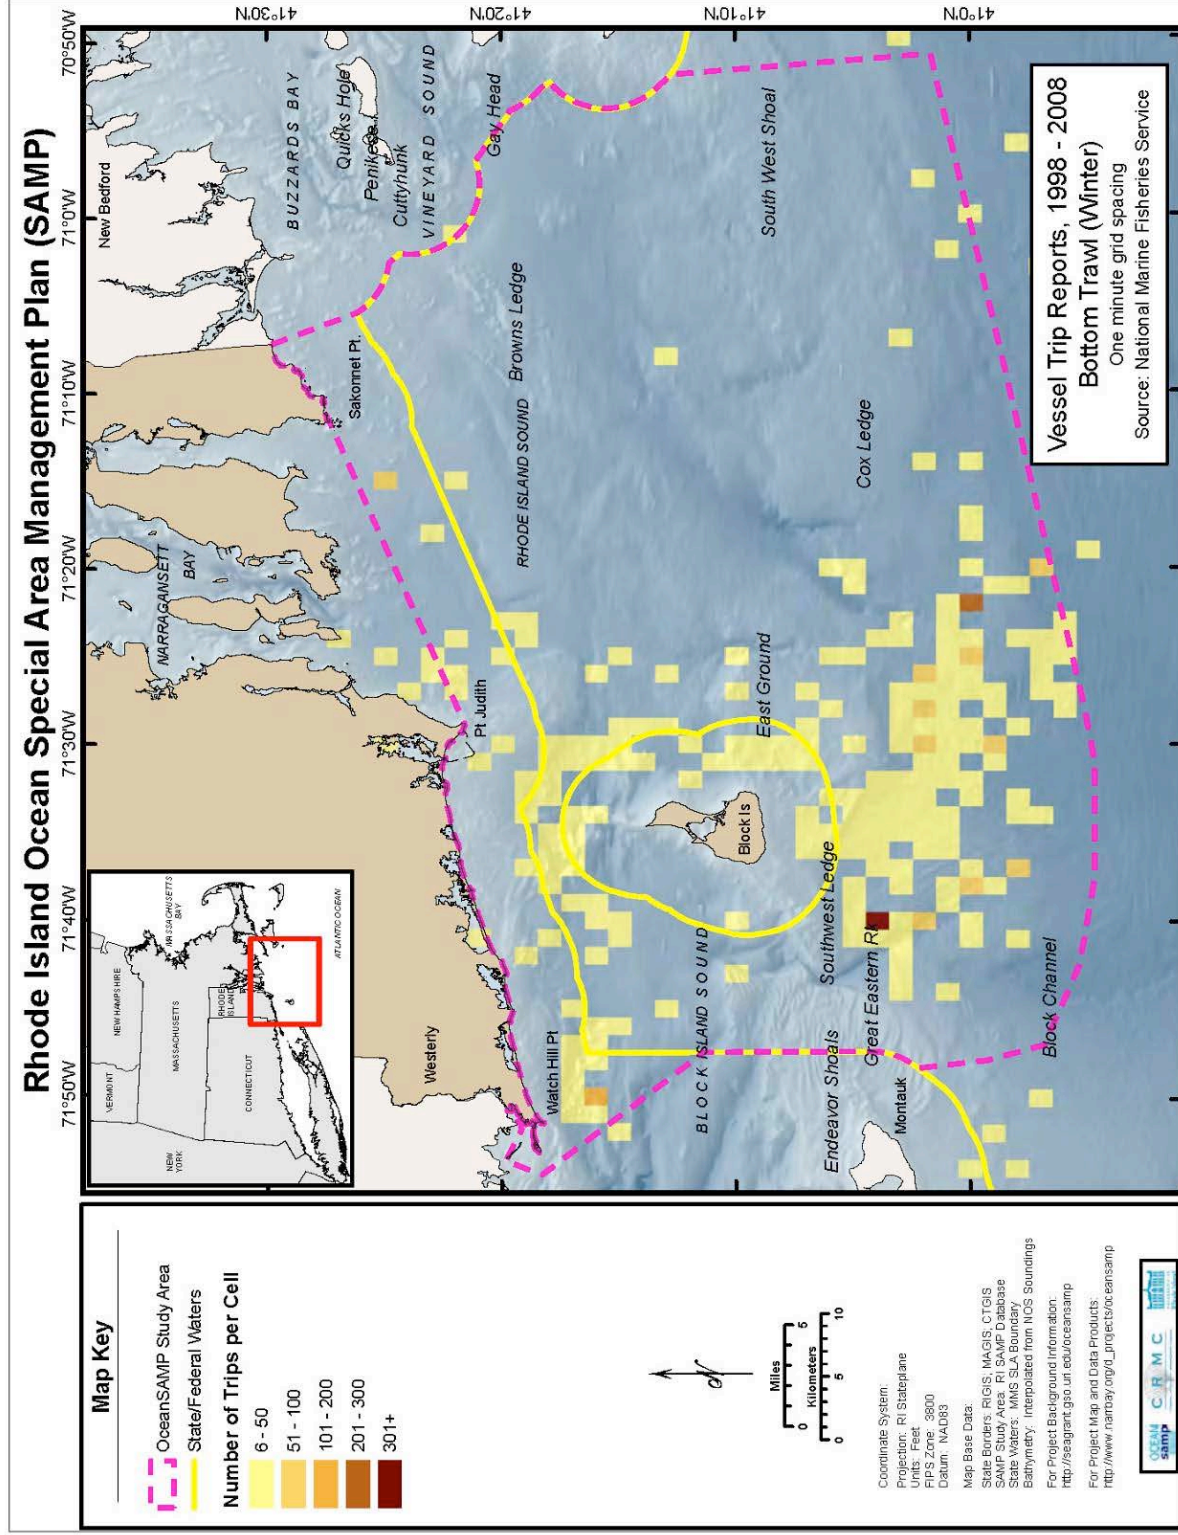 Rhode Island Ocean Special Area Management Plan (SAMP)
71°50'W
71°40'W
71°30'W
71°20'W
71°10'W
71°0'W
70°50'W
41°30'N
41°20'N
41°10'N
41°0'N
VERMONT
NEW HAMPSHIRE
NEW
YORK
MASSACHUSETTS
MASSACHUSETTS
BAY
CONNECTICUT
RHODE
ISLAND
ATLANTIC OCEAN
NARRAGANSETT
BAY
New Bedford
BUZZARDS BAY
Quicks Hole
Penikese
Cuttyhunk
VINEYARD SOUND
Gay Head
Westerly
Watch Hill Pt
Pt Judith
Sakonnet Pt.
RHODE ISLAND SOUND
Browns Ledge
BLOCK ISLAND SOUND
Block Is
East Ground
South West Shoal
Endeavor Shoals
Southwest Ledge
Great Eastern Rk
Montauk
Cox Ledge
Block Channel
Vessel Trip Reports, 1998 - 2008
Bottom Trawl (Winter)
One minute grid spacing
Source: National Marine Fisheries Service
Map Key
OceanSAMP Study Area
State/Federal Waters
Number of Trips per Cell
6 - 50
51 - 100
101 - 200
201 - 300
301+
N
Miles
0 5
Kilometers
0 5 10
Coordinate System:
Projection: RI Stateplane
Units: Feet
FIPS Zone: 3800
Datum: NAD83
Map Base Data:
State Borders: RIGIS, MAGIS, CTGIS
SAMP Study Area: RI SAMP Database
State Waters: MMS SLA Boundary
Bathymetry: Interpolated from NOS Soundings
For Project Background Information:
http://seagrant.gso.uri.edu/oceansamp
For Project Map and Data Products:
http://www.narrbay.org/d_projects/oceansamp
OCEAN
samp
C R M C